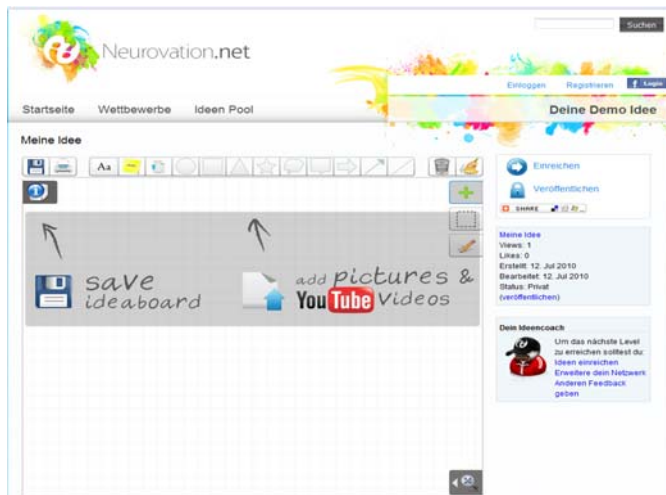 Neurovation.net
Suchen
Einloggen Registrieren f Login
Startseite Wettbewerbe Ideen Pool
Deine Demo Idee
Meine Idee
Aa
save
ideaboard
add pictures &
YouTube Videos
Einreichen
Veröffentlichen
SHARE
Meine Idee
Views: 1
Likes: 0
Erstellt: 12. Jul 2010
Bearbeitet: 12. Jul 2010
Status: Privat
(veröffentlichen)
Dein Ideencoach
Um das nächste Level
zu erreichen solltest du:
Ideen einreichen
Erweitere dein Netzwerk
Anderen Feedback
geben